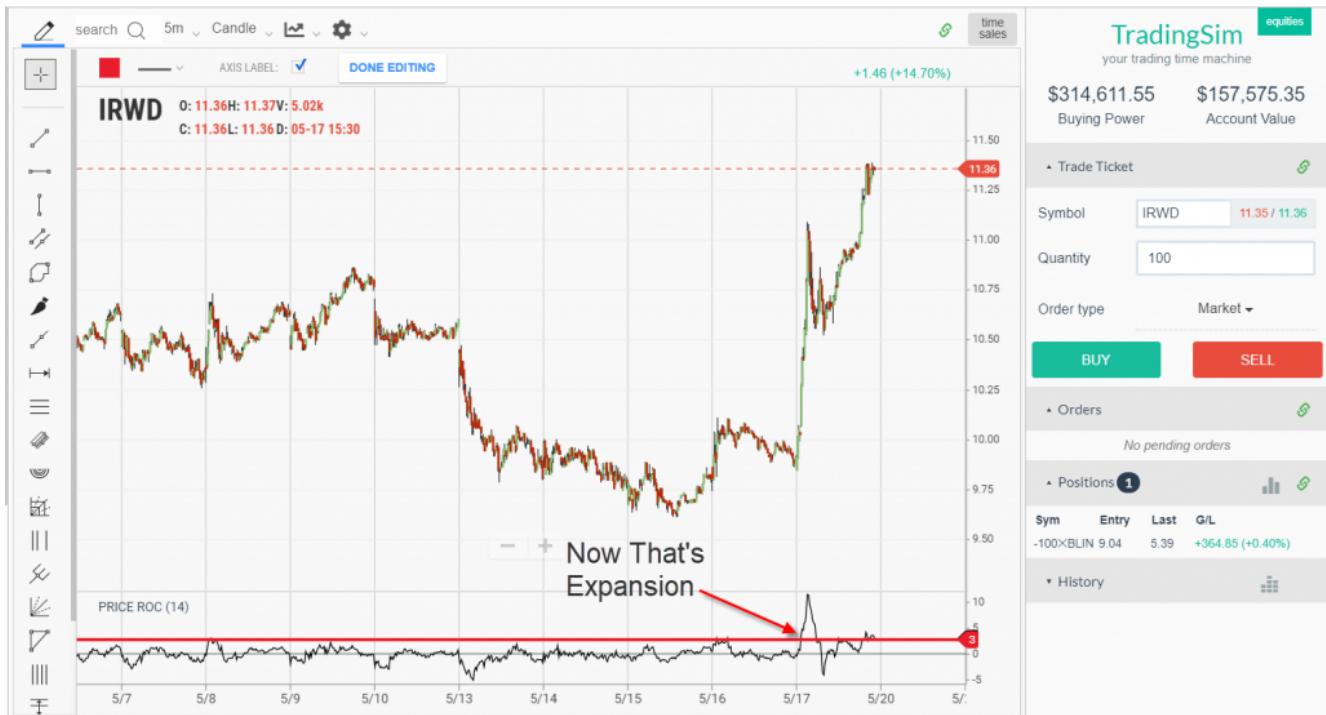 search 5m Candle
time
sales
AXIS LABEL: DONE EDITING
+1.46 (+14.70%)
IRWD
O: 11.36H: 11.37V: 5.02k
C: 11.36L: 11.36 D: 05-17 15:30
11.50
11.36
11.25
11.00
10.75
10.50
10.25
10.00
9.75
9.50
Now That's
Expansion
PRICE ROC (14)
10
5
3
0
-5
5/7 5/8 5/9 5/10 5/13 5/14 5/15 5/16 5/17 5/20 5/
equities
TradingSim
your trading time machine
$314,611.55 $157,575.35
Buying Power Account Value
Trade Ticket
Symbol IRWD 11.35 / 11.36
Quantity 100
Order type Market
BUY SELL
Orders
No pending orders
Positions 1
Sym Entry Last G/L
-100×BLIN 9.04 5.39 +364.85 (+0.40%)
History